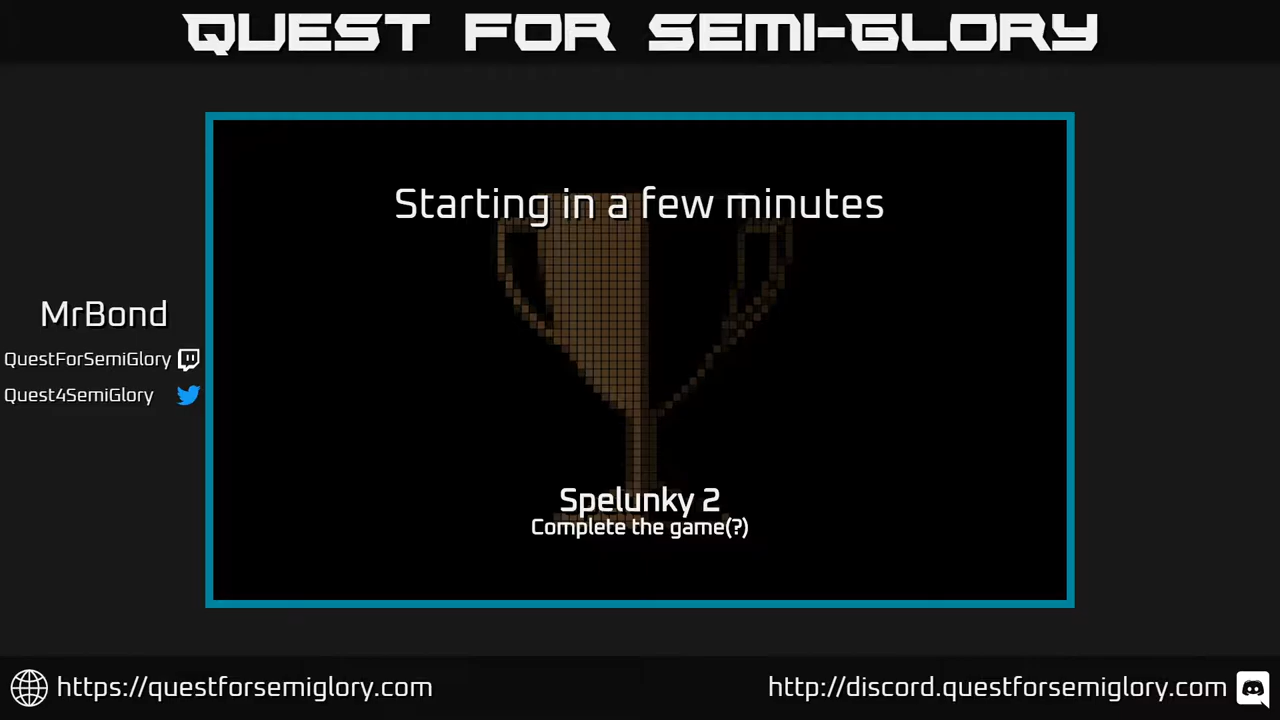 QUEST FOR SEMI-GLORY
Starting in a few minutes
MrBond
QuestForSemiGlory
Quest4SemiGlory
Spelunky 2
Complete the game(?)
https://questforsemiglory.com
http://discord.questforsemiglory.com